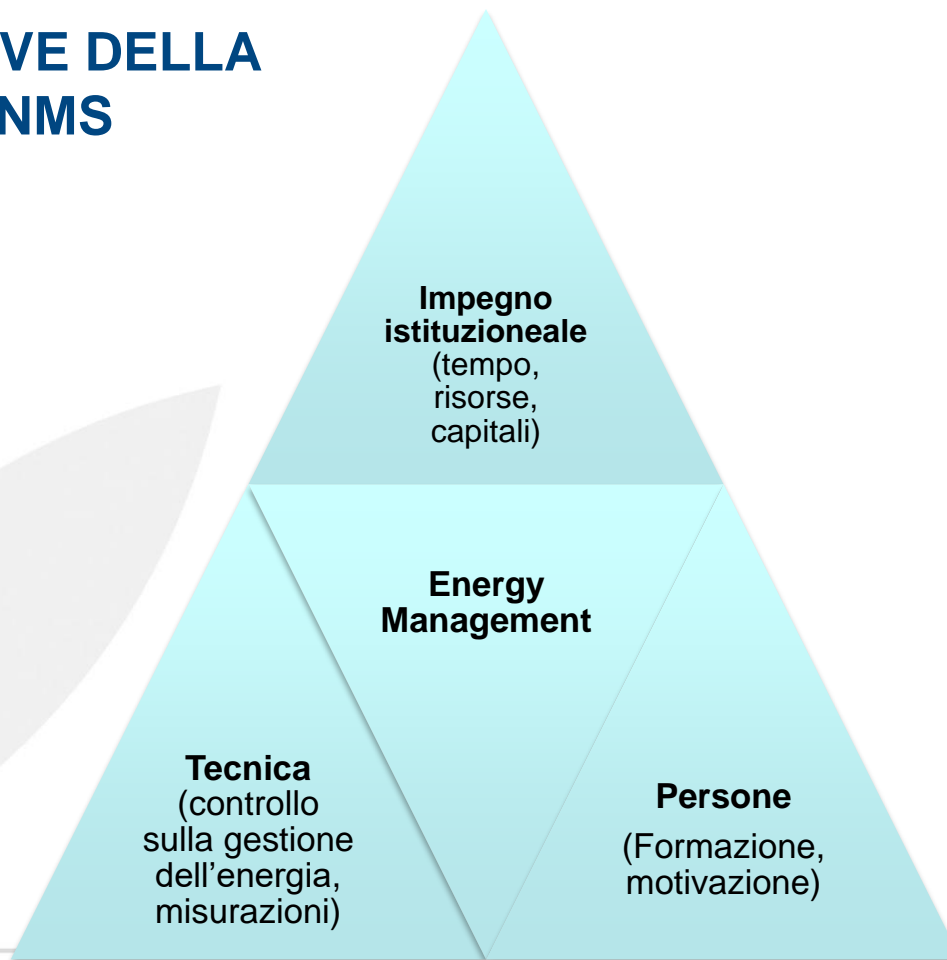 VE DELLA
NMS
Impegno
istituzioneale
(tempo,
risorse,
capitali)
Energy
Management
Tecnica
(controllo
sulla gestione
dell’energia,
misurazioni)
Persone
(Formazione,
motivazione)